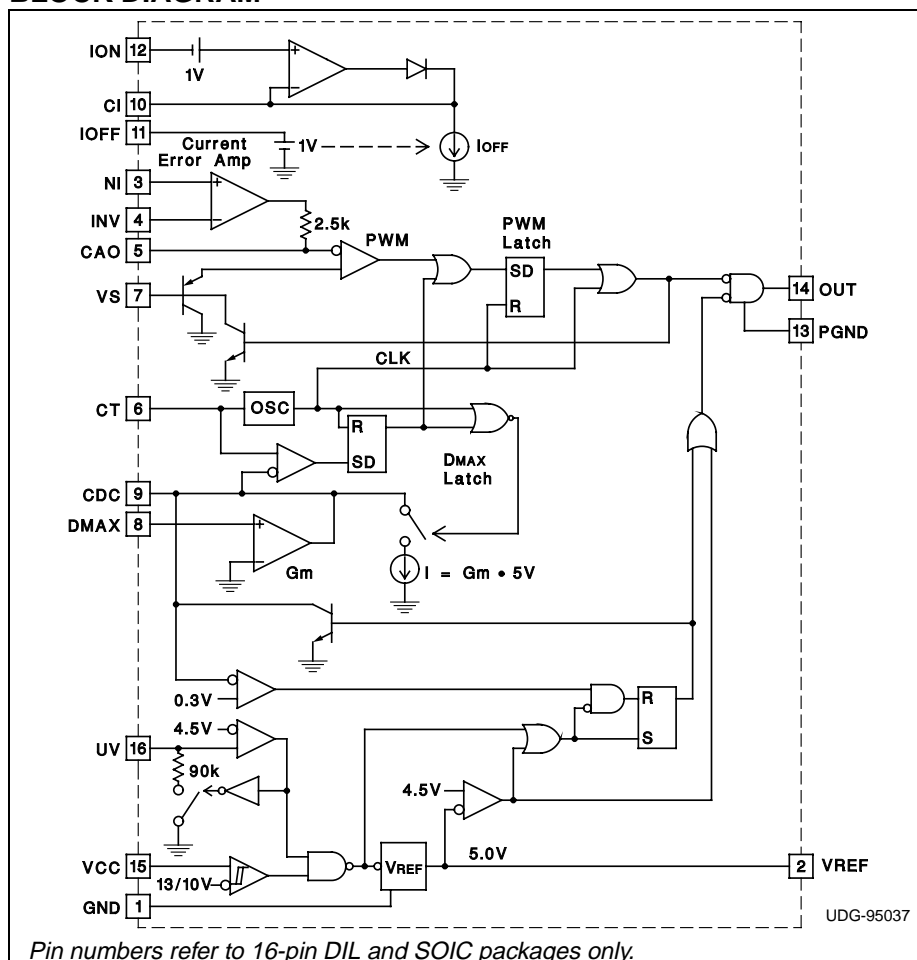 BLOCK DIAGRAM
ION 12
1V
CI 10
IOFF 11
1V
IOFF
Current
Error Amp
NI 3
INV 4
2.5k
CAO 5
PWM
PWM
Latch
SD
R
VS 7
14 OUT
13 PGND
CLK
CT 6
OSC
R
SD
DMAX
Latch
CDC 9
DMAX 8
Gm
I = Gm • 5V
0.3V
R
S
4.5V
UV 16
90k
4.5V
VCC 15
13/10V
VREF
5.0V
2 VREF
GND 1
UDG-95037
Pin numbers refer to 16-pin DIL and SOIC packages only.